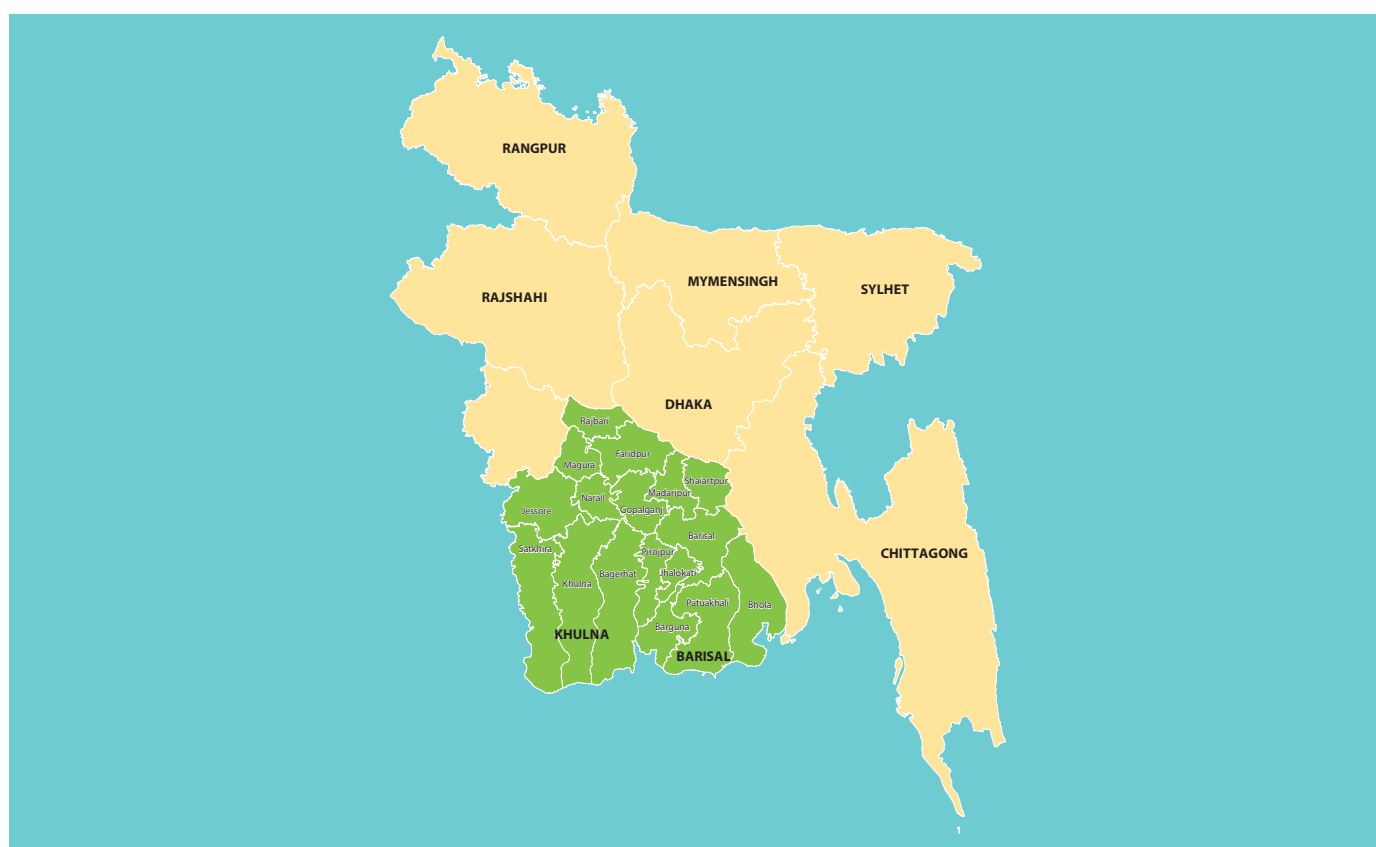 RANGPUR
MYMENSINGH
SYLHET
RAJSHAHI
DHAKA
Rajbari
Faridpur
Magura
Shaiartpur
Madaripur
Narail
Gopalganj
Jessore
Barisal
Satkhira
Pirojpur
CHITTAGONG
Jhalokati
Bagerhat
Khulna
Patuakhali
Bhola
Barguna
KHULNA
BARISAL